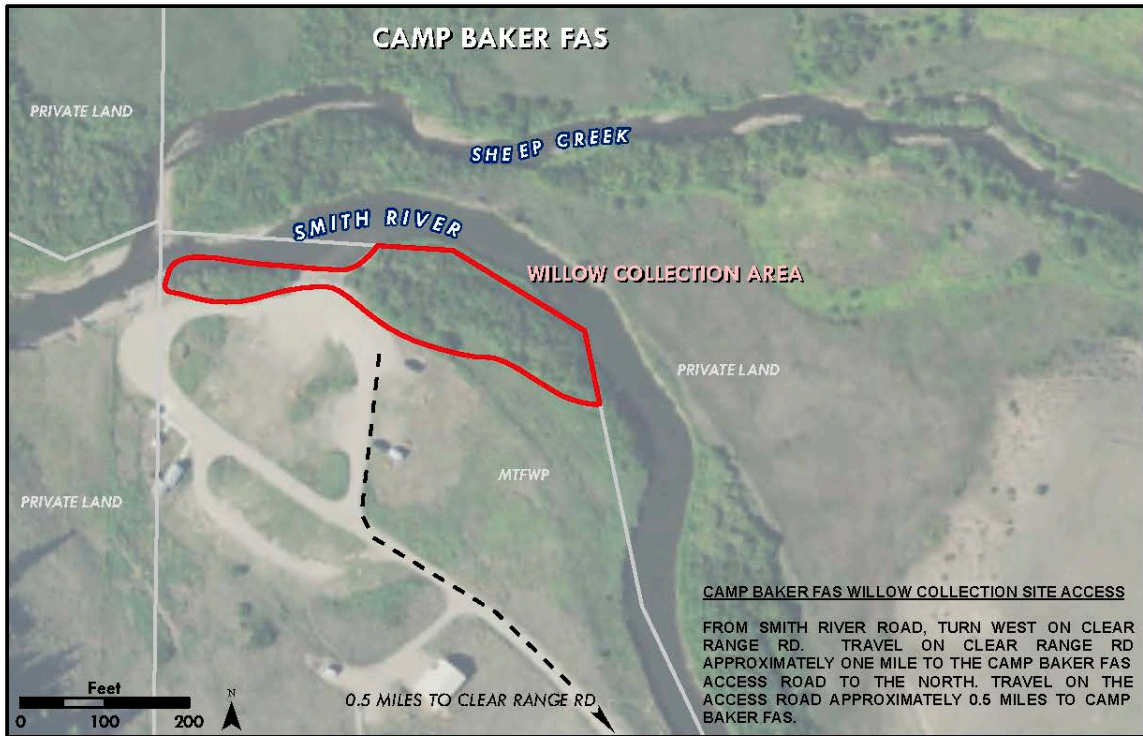 CAMP BAKER FAS
PRIVATE LAND
SHEEP CREEK
SMITH RIVER
WILLOW COLLECTION AREA
PRIVATE LAND
MTFWP
PRIVATE LAND
CAMP BAKER FAS WILLOW COLLECTION SITE ACCESS
FROM SMITH RIVER ROAD, TURN WEST ON CLEAR
RANGE RD. TRAVEL ON CLEAR RANGE RD
APPROXIMATELY ONE MILE TO THE CAMP BAKER FAS
ACCESS ROAD TO THE NORTH. TRAVEL ON THE
ACCESS ROAD APPROXIMATELY 0.5 MILES TO CAMP
BAKER FAS.
0.5 MILES TO CLEAR RANGE RD
Feet
0 100 200
N